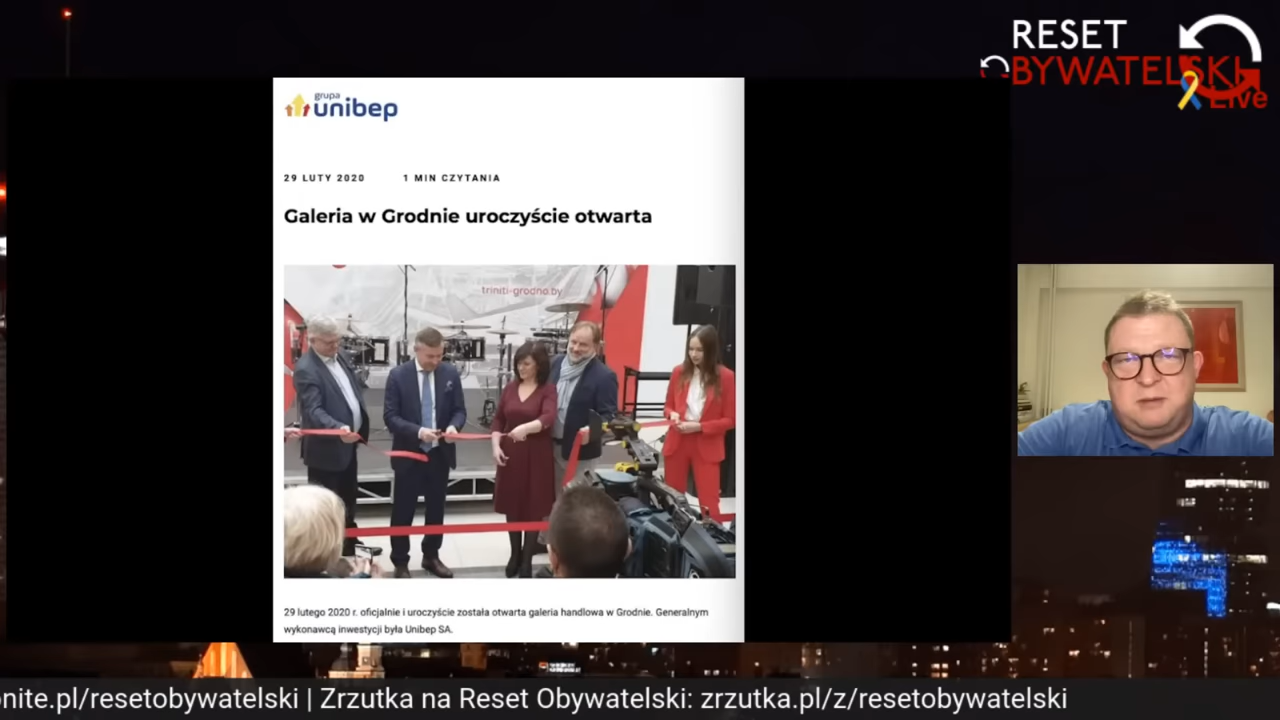 RESET
OBYWATELSKI
Live
grupa
unibep
29 LUTY 2020 1 MIN CZYTANIA
Galeria w Grodnie uroczyście otwarta
triniti-grodno.by
29 lutego 2020 r. oficjalnie i uroczyście została otwarta galeria handlowa w Grodnie. Generalnym
wykonawcą inwestycji była Unibep SA.
onite.pl/resetobywatelski | Zrzutka na Reset Obywatelski: zrzutka.pl/z/resetobywatelski